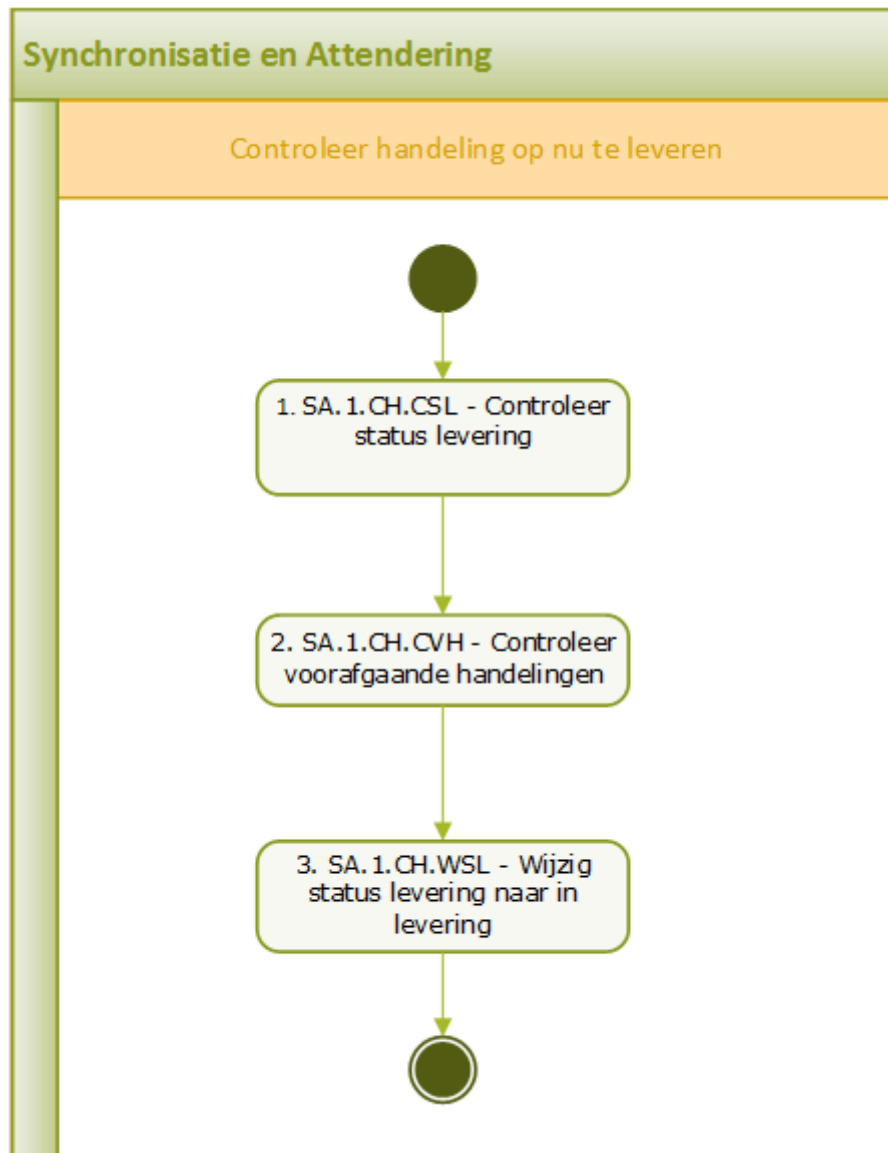 Synchronisatie en Attendering
Controleer handeling op nu te leveren
1. SA.1.CH.CSL - Controleer
status levering
2. SA.1.CH.CVH - Controleer
voorafgaande handelingen
3. SA.1.CH.WSL - Wijzig
status levering naar in
levering